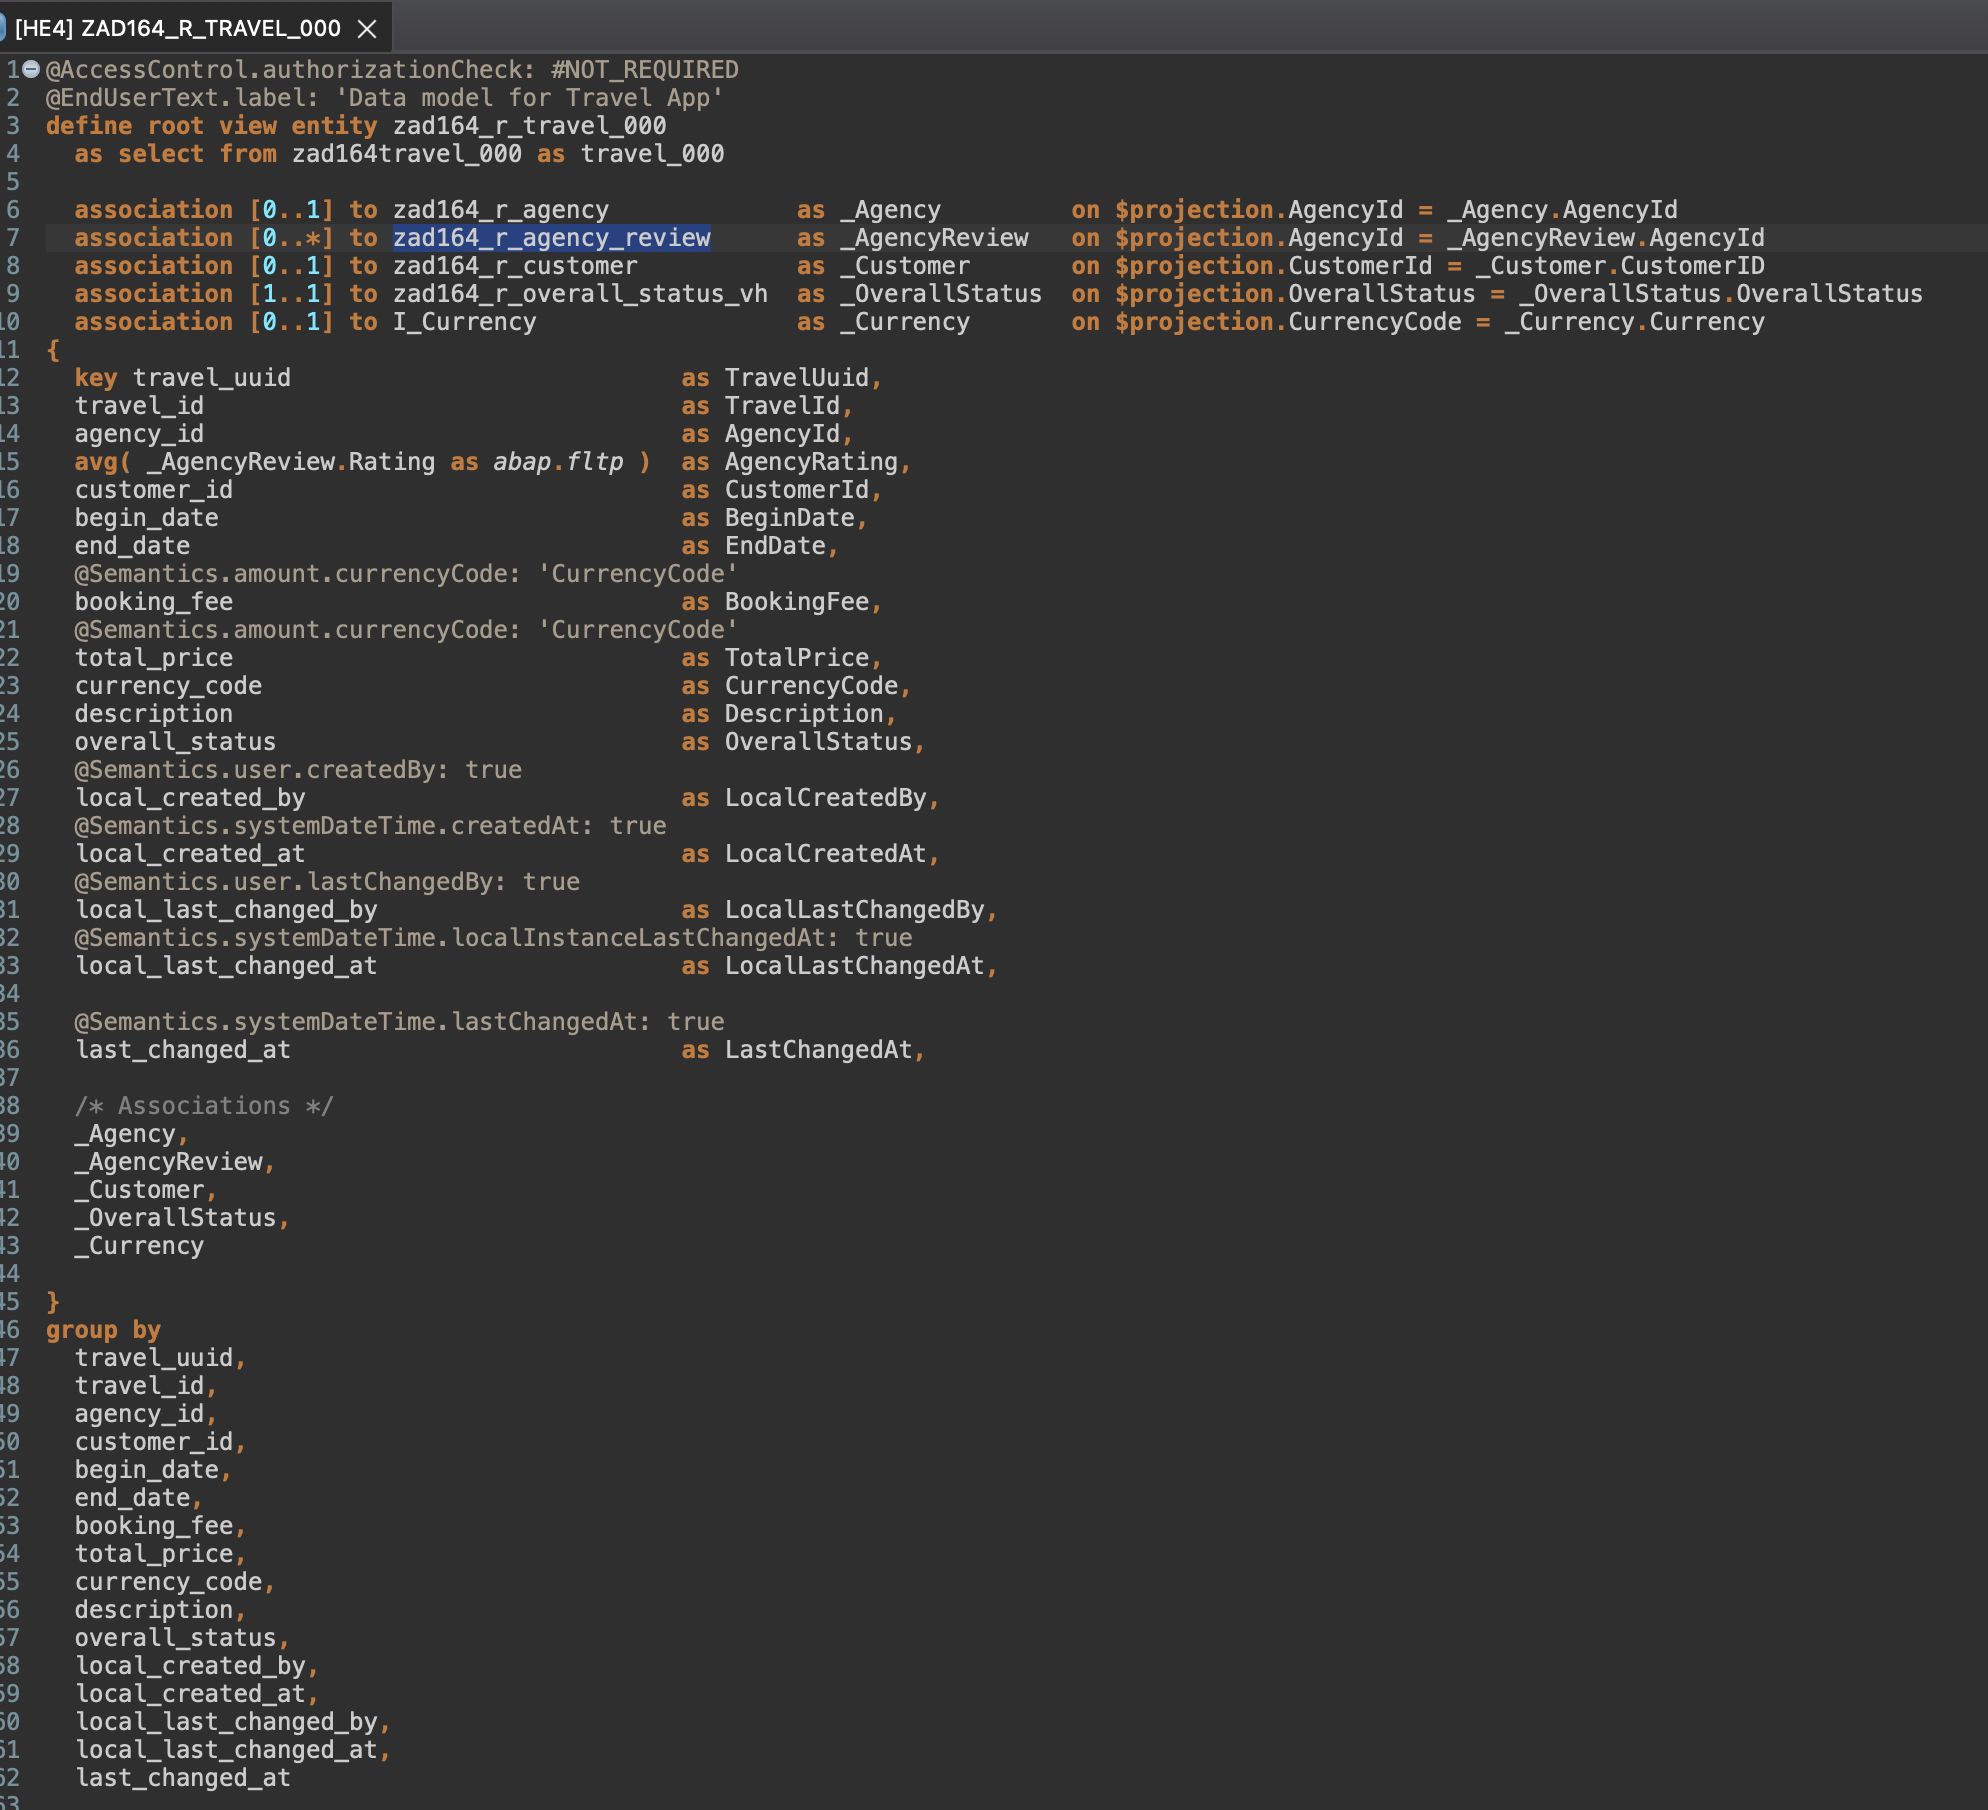 [HE4] ZAD164_R_TRAVEL_000
1 @AccessControl.authorizationCheck: #NOT_REQUIRED
2 @EndUserText.label: 'Data model for Travel App'
3 define root view entity zad164_r_travel_000
4 as select from zad164travel_000 as travel_000
5
6 association [0..1] to zad164_r_agency as _Agency on $projection.AgencyId = _Agency.AgencyId
7 association [0..*] to zad164_r_agency_review as _AgencyReview on $projection.AgencyId = _AgencyReview.AgencyId
8 association [0..1] to zad164_r_customer as _Customer on $projection.CustomerId = _Customer.CustomerID
9 association [1..1] to zad164_r_overall_status_vh as _OverallStatus on $projection.OverallStatus = _OverallStatus.OverallStatus
10 association [0..1] to I_Currency as _Currency on $projection.CurrencyCode = _Currency.Currency
11 {
12 key travel_uuid as TravelUuid,
13 travel_id as TravelId,
14 agency_id as AgencyId,
15 avg( _AgencyReview.Rating as abap.fltp ) as AgencyRating,
16 customer_id as CustomerId,
17 begin_date as BeginDate,
18 end_date as EndDate,
19 @Semantics.amount.currencyCode: 'CurrencyCode'
20 booking_fee as BookingFee,
21 @Semantics.amount.currencyCode: 'CurrencyCode'
22 total_price as TotalPrice,
23 currency_code as CurrencyCode,
24 description as Description,
25 overall_status as OverallStatus,
26 @Semantics.user.createdBy: true
27 local_created_by as LocalCreatedBy,
28 @Semantics.systemDateTime.createdAt: true
29 local_created_at as LocalCreatedAt,
30 @Semantics.user.lastChangedBy: true
31 local_last_changed_by as LocalLastChangedBy,
32 @Semantics.systemDateTime.localInstanceLastChangedAt: true
33 local_last_changed_at as LocalLastChangedAt,
34
35 @Semantics.systemDateTime.lastChangedAt: true
36 last_changed_at as LastChangedAt,
37
38 /* Associations */
39 _Agency,
40 _AgencyReview,
41 _Customer,
42 _OverallStatus,
43 _Currency
44
45 }
46 group by
47 travel_uuid,
48 travel_id,
49 agency_id,
50 customer_id,
51 begin_date,
52 end_date,
53 booking_fee,
54 total_price,
55 currency_code,
56 description,
57 overall_status,
58 local_created_by,
59 local_created_at,
60 local_last_changed_by,
61 local_last_changed_at,
62 last_changed_at
63